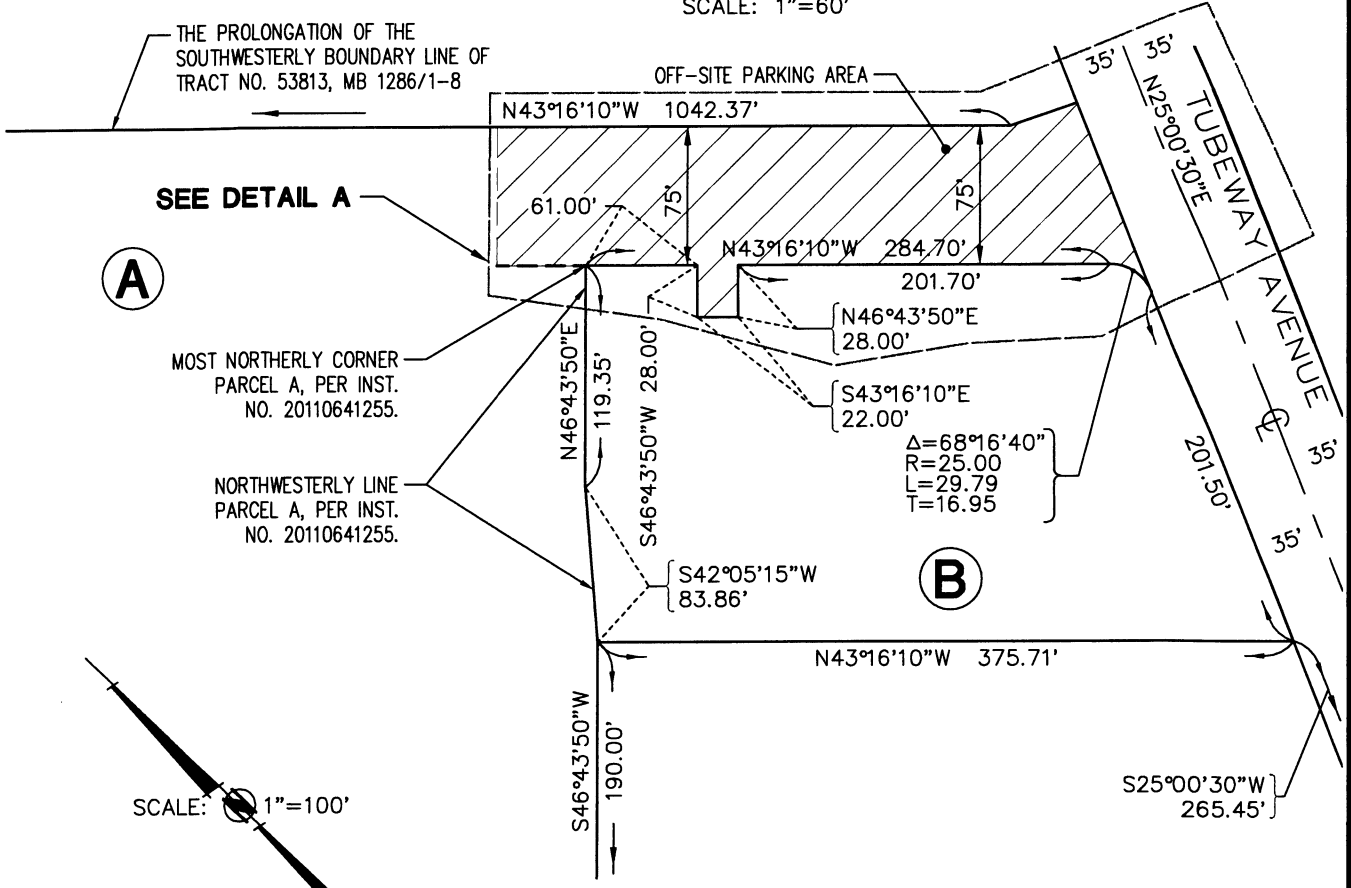 SCALE: 1"=60'
THE PROLONGATION OF THE
SOUTHWESTERLY BOUNDARY LINE OF
TRACT NO. 53813, MB 1286/1-8
OFF-SITE PARKING AREA
35'
35'
N25°00'30"E
TUBEWAY AVENUE
N43°16'10"W 1042.37'
SEE DETAIL A
61.00'
75'
75'
N43°16'10"W 284.70'
201.70'
A
N46°43'50"E
28.00'
MOST NORTHERLY CORNER
PARCEL A, PER INST.
NO. 20110641255.
N46°43'50"E
119.35'
S46°43'50"W 28.00'
S43°16'10"E
22.00'
Δ=68°16'40"
R=25.00
L=29.79
T=16.95
201.50'
35'
35'
NORTHWESTERLY LINE
PARCEL A, PER INST.
NO. 20110641255.
S42°05'15"W
83.86'
B
N43°16'10"W 375.71'
S46°43'50"W
190.00'
S25°00'30"W
265.45'
SCALE: 1"=100'